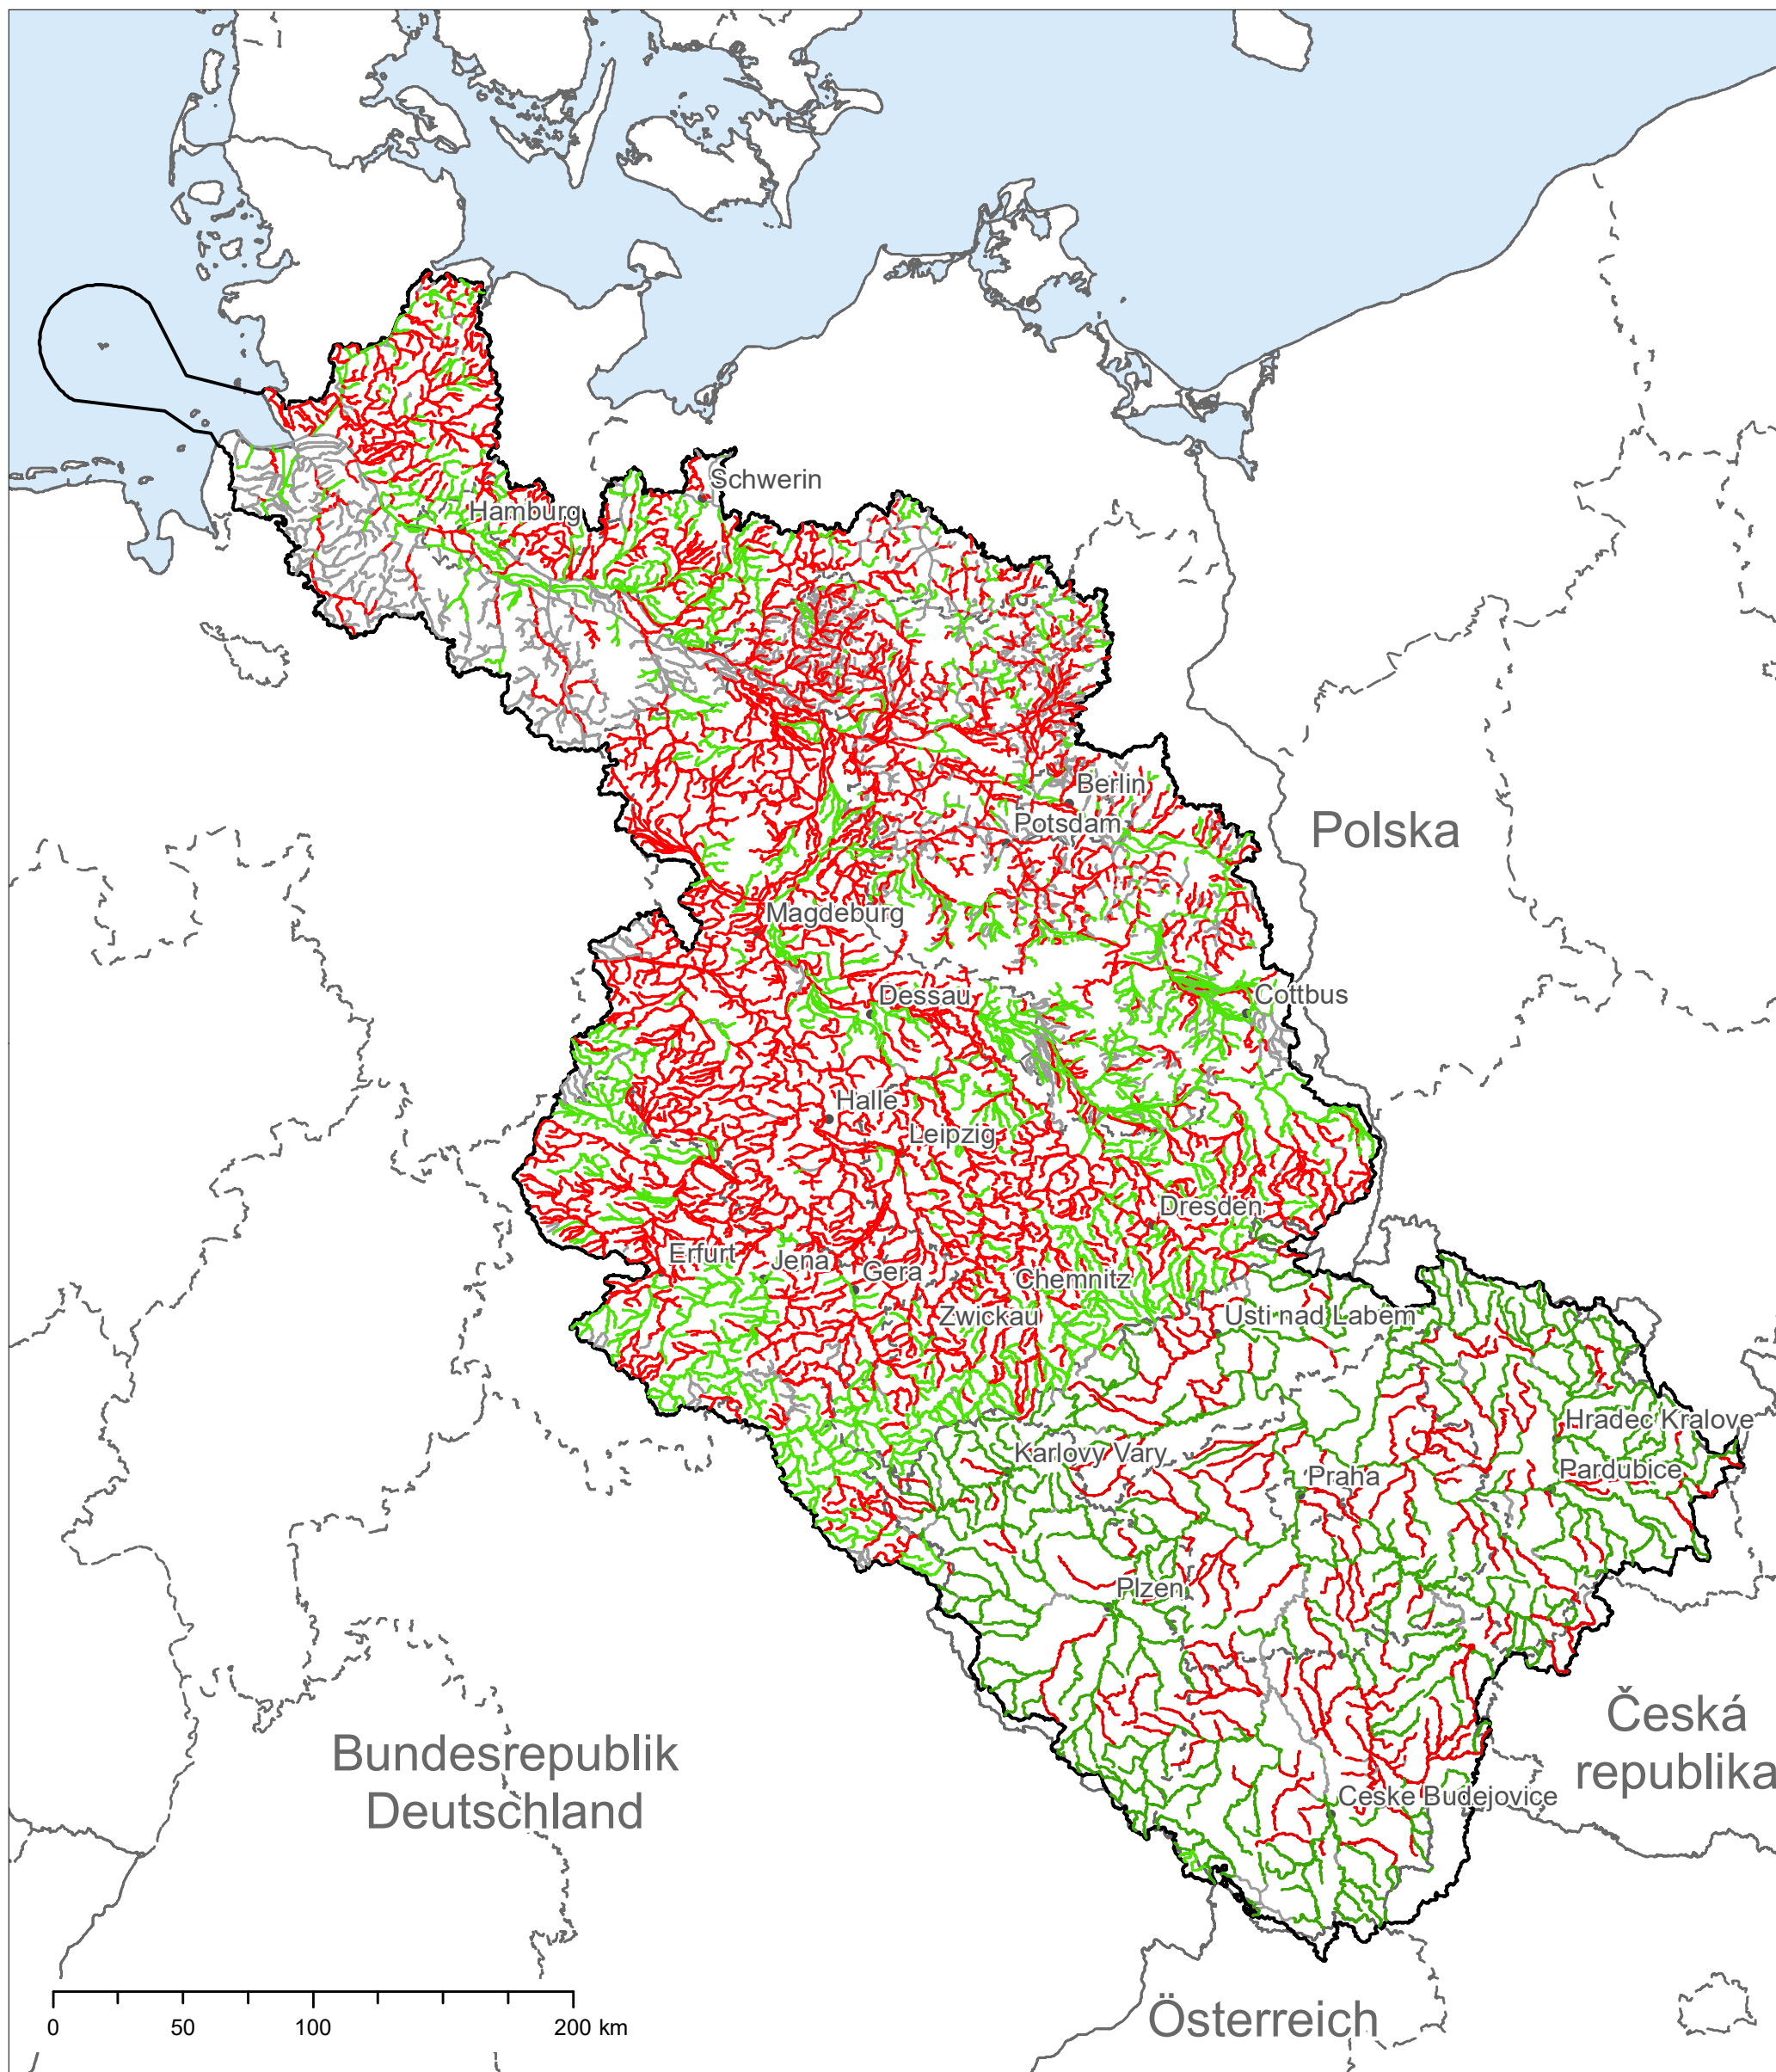 Schwerin
Hamburg
Berlin
Potsdam
Polska
Magdeburg
Dessau
Cottbus
Halle
Leipzig
Dresden
Erfurt
Jena
Gera
Chemnitz
Zwickau
Usti nad Labem
Hradec Kralove
Karlovy Vary
Praha
Pardubice
Plzen
Česká
republika
Bundesrepublik
Deutschland
Ceske Budejovice
Österreich
0 50 100 200 km